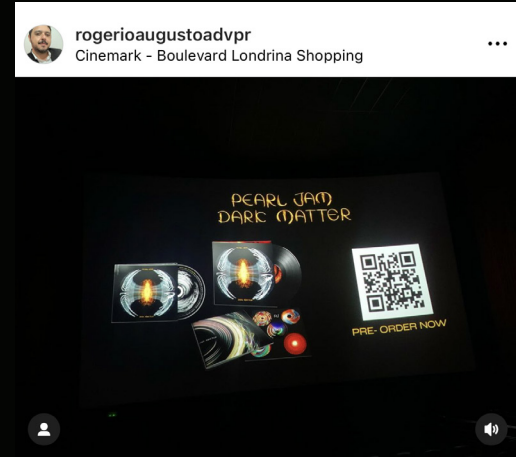 rogerioaugustoadvpr
Cinemark - Boulevard Londrina Shopping
PEARL JAM
DARK MATTER
PRE- ORDER NOW